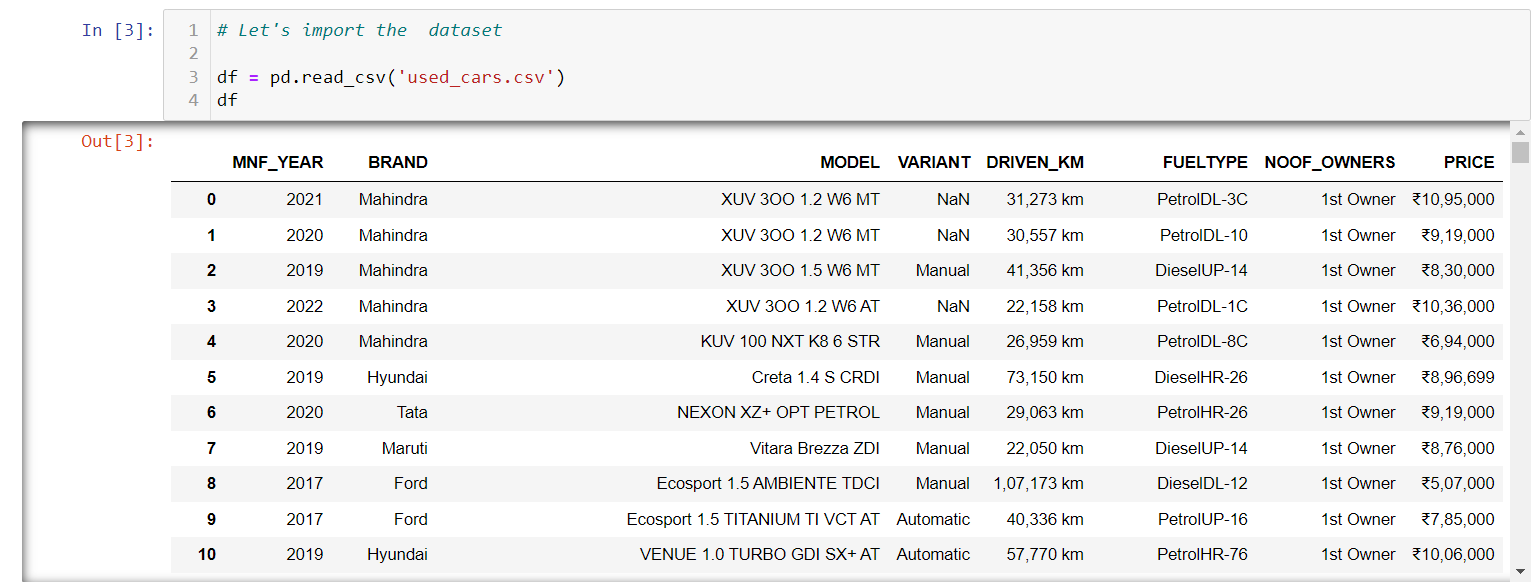 In [3]:
1 # Let's import the  dataset
2
3 df = pd.read_csv('used_cars.csv')
4 df
Out[3]:
MNF_YEAR BRAND MODEL VARIANT DRIVEN_KM FUELTYPE NOOF_OWNERS PRICE
0 2021 Mahindra XUV 3OO 1.2 W6 MT NaN 31,273 km PetrolDL-3C 1st Owner ₹10,95,000
1 2020 Mahindra XUV 3OO 1.2 W6 MT NaN 30,557 km PetrolDL-10 1st Owner ₹9,19,000
2 2019 Mahindra XUV 3OO 1.5 W6 MT Manual 41,356 km DieselUP-14 1st Owner ₹8,30,000
3 2022 Mahindra XUV 3OO 1.2 W6 AT NaN 22,158 km PetrolDL-1C 1st Owner ₹10,36,000
4 2020 Mahindra KUV 100 NXT K8 6 STR Manual 26,959 km PetrolDL-8C 1st Owner ₹6,94,000
5 2019 Hyundai Creta 1.4 S CRDI Manual 73,150 km DieselHR-26 1st Owner ₹8,96,699
6 2020 Tata NEXON XZ+ OPT PETROL Manual 29,063 km PetrolHR-26 1st Owner ₹9,19,000
7 2019 Maruti Vitara Brezza ZDI Manual 22,050 km DieselUP-14 1st Owner ₹8,76,000
8 2017 Ford Ecosport 1.5 AMBIENTE TDCI Manual 1,07,173 km DieselDL-12 1st Owner ₹5,07,000
9 2017 Ford Ecosport 1.5 TITANIUM TI VCT AT Automatic 40,336 km PetrolUP-16 1st Owner ₹7,85,000
10 2019 Hyundai VENUE 1.0 TURBO GDI SX+ AT Automatic 57,770 km PetrolHR-76 1st Owner ₹10,06,000